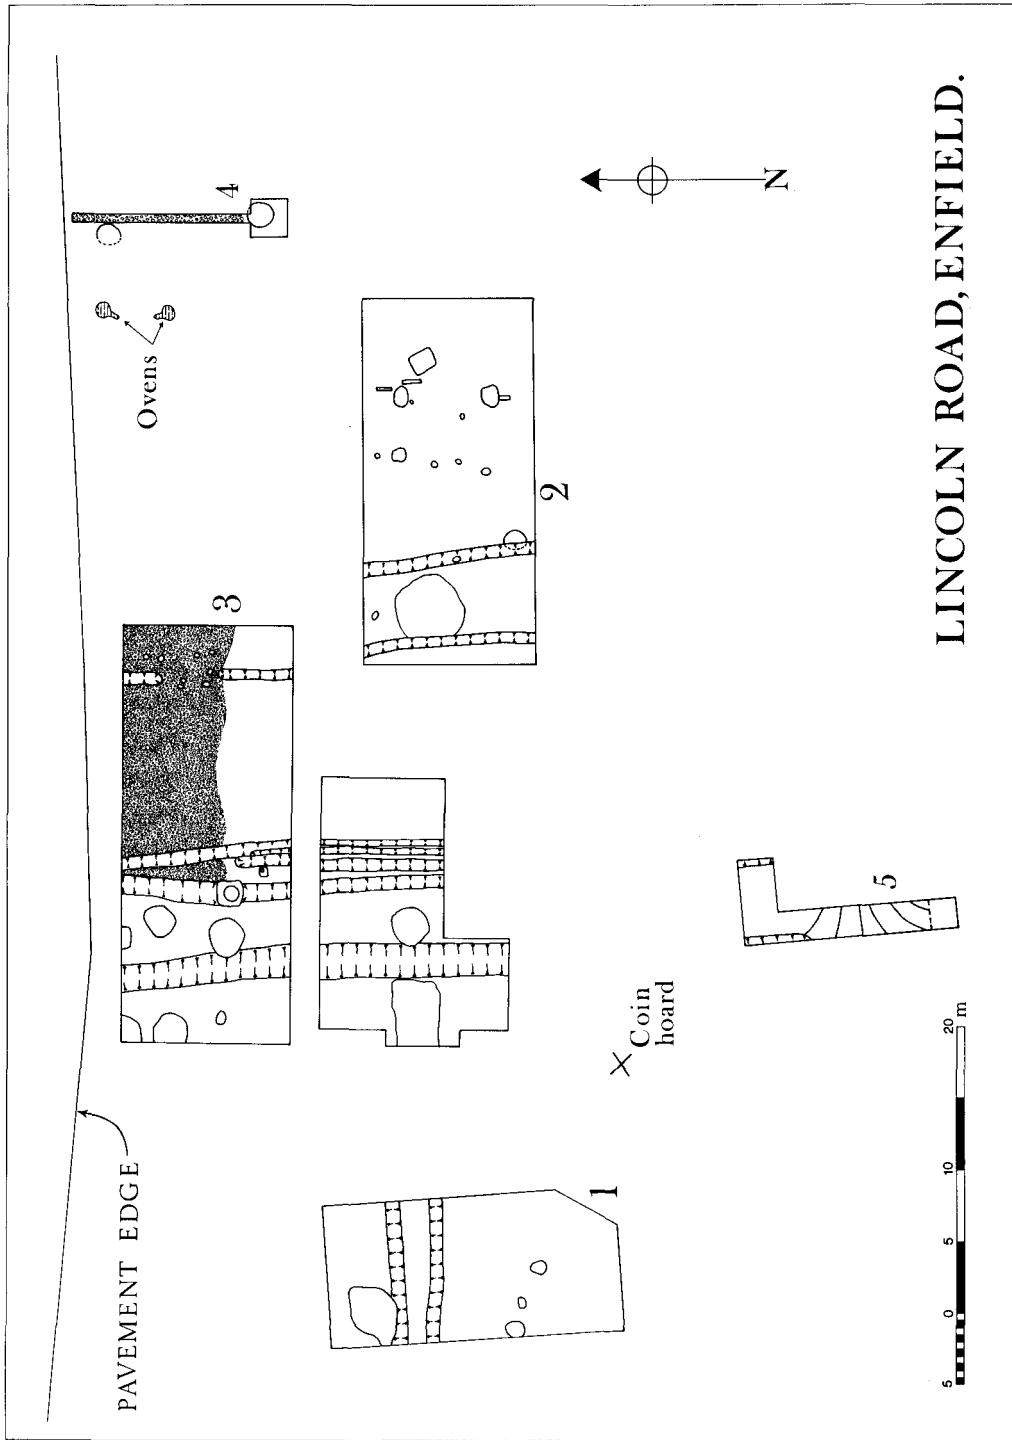 PAVEMENT EDGE
Ovens
4
3
2
1
Coin
hoard
5
N
5 0 5 10 20 m
LINCOLN ROAD, ENFIELD.